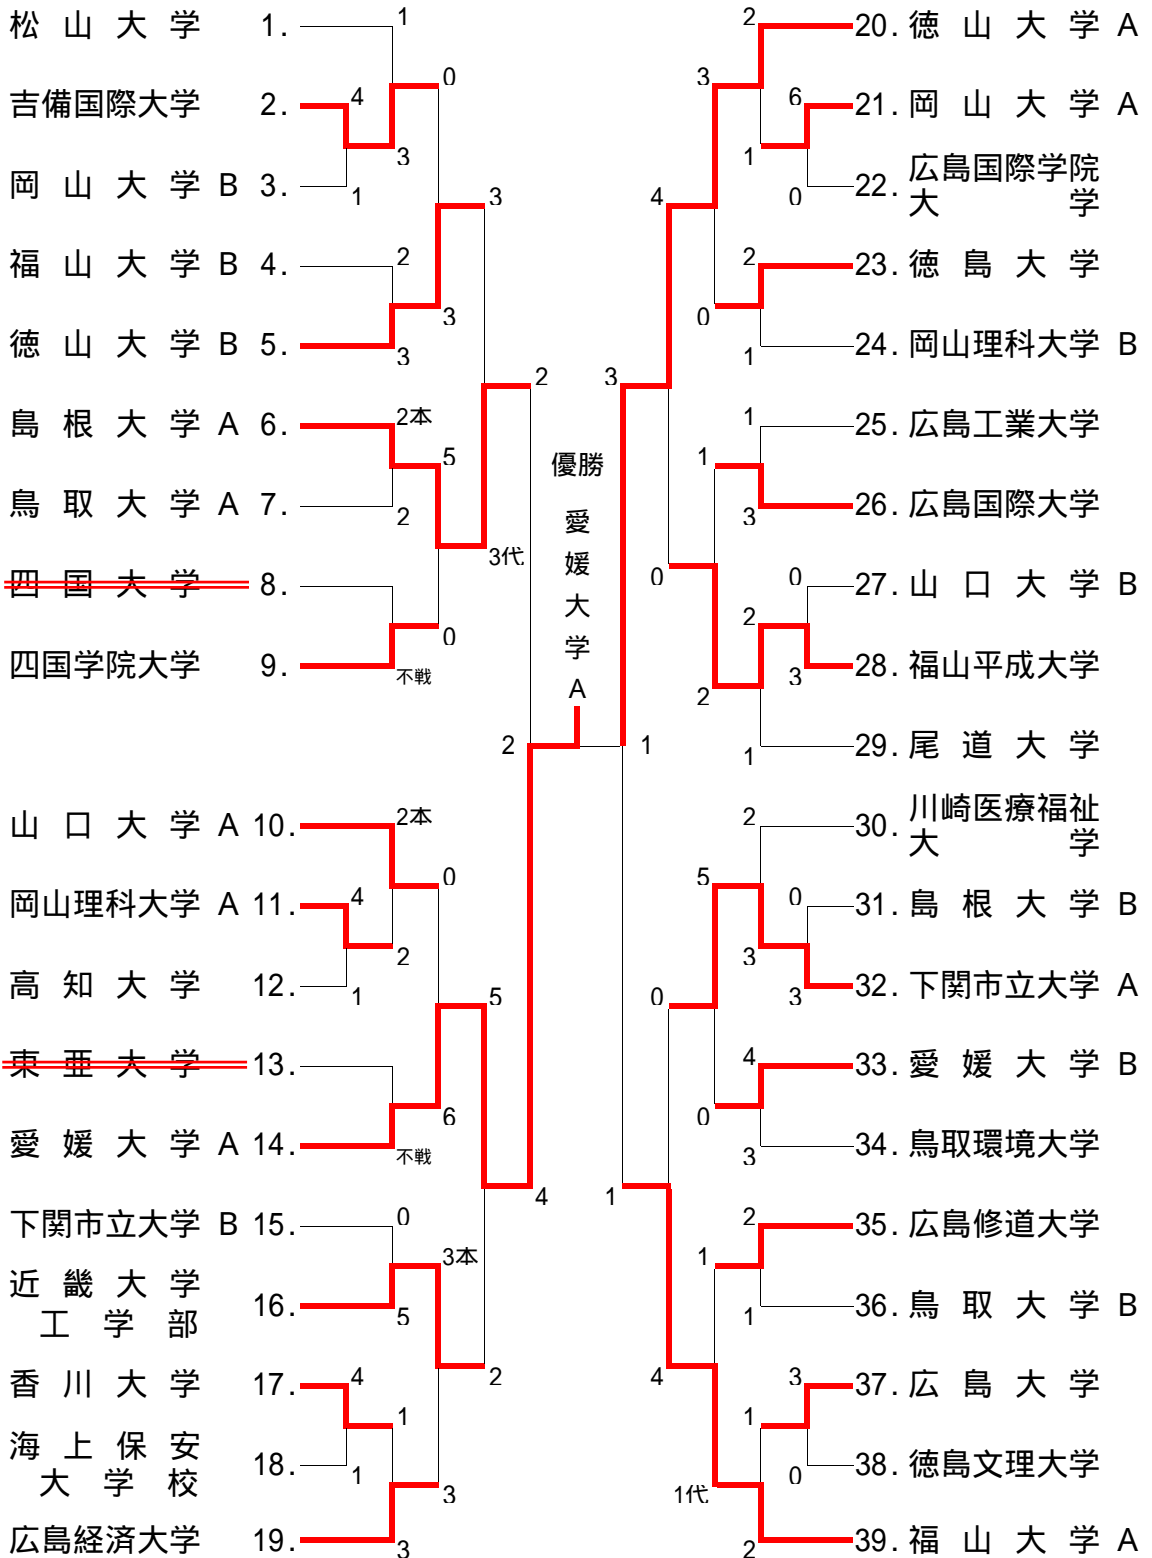 松山大学 1. 1
0
吉備国際大学 2. 4
3
岡山大学 B 3. 1
3
福山大学 B 4. 2
3
徳山大学 B 5. 3
2
島根大学 A 6. 2本
5
鳥取大学 A 7. 2
3代
四国大学 8.
0
四国学院大学 9. 不戦
2
山口大学 A 10. 2本
0
岡山理科大学 A 11. 4
2
高知大学 12. 1
5
東亜大学 13.
6
愛媛大学 A 14. 不戦
4
下関市立大学 B 15. 0
3本
近畿大学
工学部
16. 5
2
香川大学 17. 4
1
海上保安
大学校
18. 1
3
広島経済大学 19. 3
優勝
愛媛大学A
2 20. 徳山大学 A
3
6 21. 岡山大学 A
1
0 22. 広島国際学院
大学
4
2 23. 徳島大学
0
1 24. 岡山理科大学 B
3
1 25. 広島工業大学
1
3 26. 広島国際大学
0
0 27. 山口大学 B
2
3 28. 福山平成大学
2
1 29. 尾道大学
1
2 30. 川崎医療福祉
大学
5
0 31. 島根大学 B
3
3 32. 下関市立大学 A
0
4 33. 愛媛大学 B
0
3 34. 鳥取環境大学
1
2 35. 広島修道大学
1
1 36. 鳥取大学 B
4
3 37. 広島大学
1
0 38. 徳島文理大学
1代
2 39. 福山大学 A